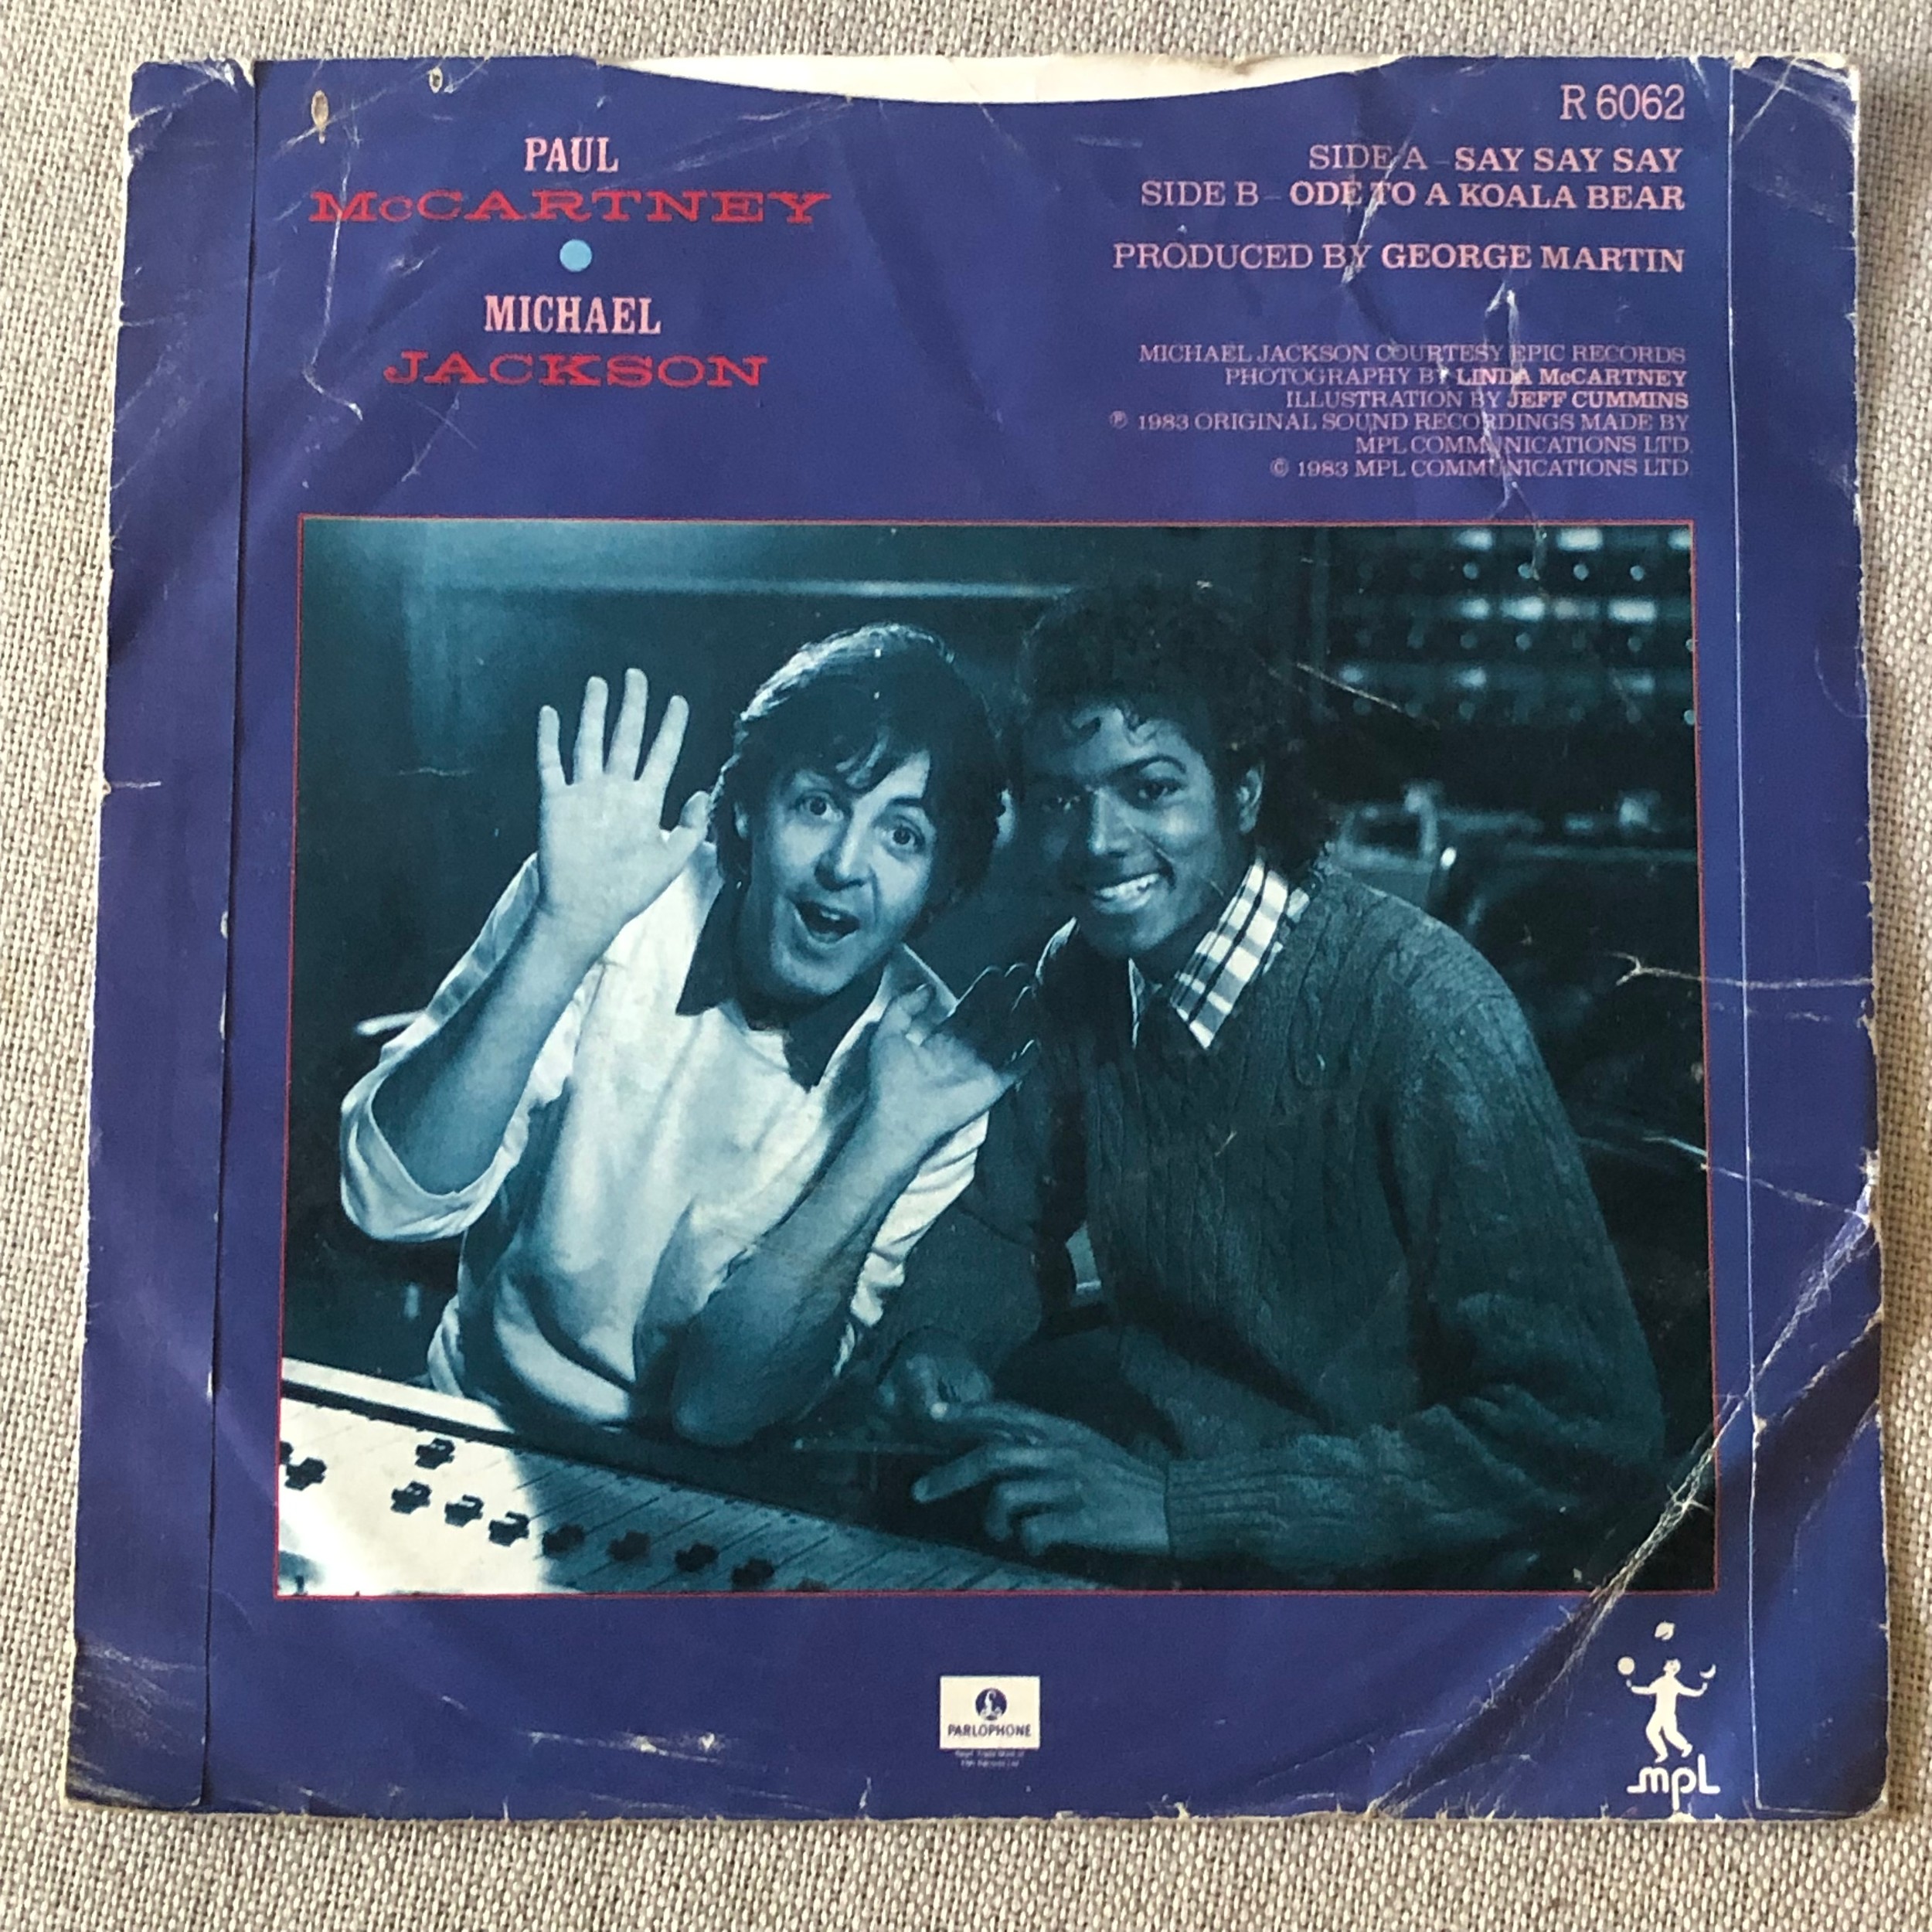 PAUL
McCARTNEY
MICHAEL
JACKSON
R 6062
SIDE A – SAY SAY SAY
SIDE B – ODE TO A KOALA BEAR
PRODUCED BY GEORGE MARTIN
MICHAEL JACKSON COURTESY EPIC RECORDS
PHOTOGRAPHY BY LINDA McCARTNEY
ILLUSTRATION BY JEFF CUMMINS
℗ 1983 ORIGINAL SOUND RECORDINGS MADE BY
MPL COMMUNICATIONS LTD
© 1983 MPL COMMUNICATIONS LTD
£
PARLOPHONE
mpl